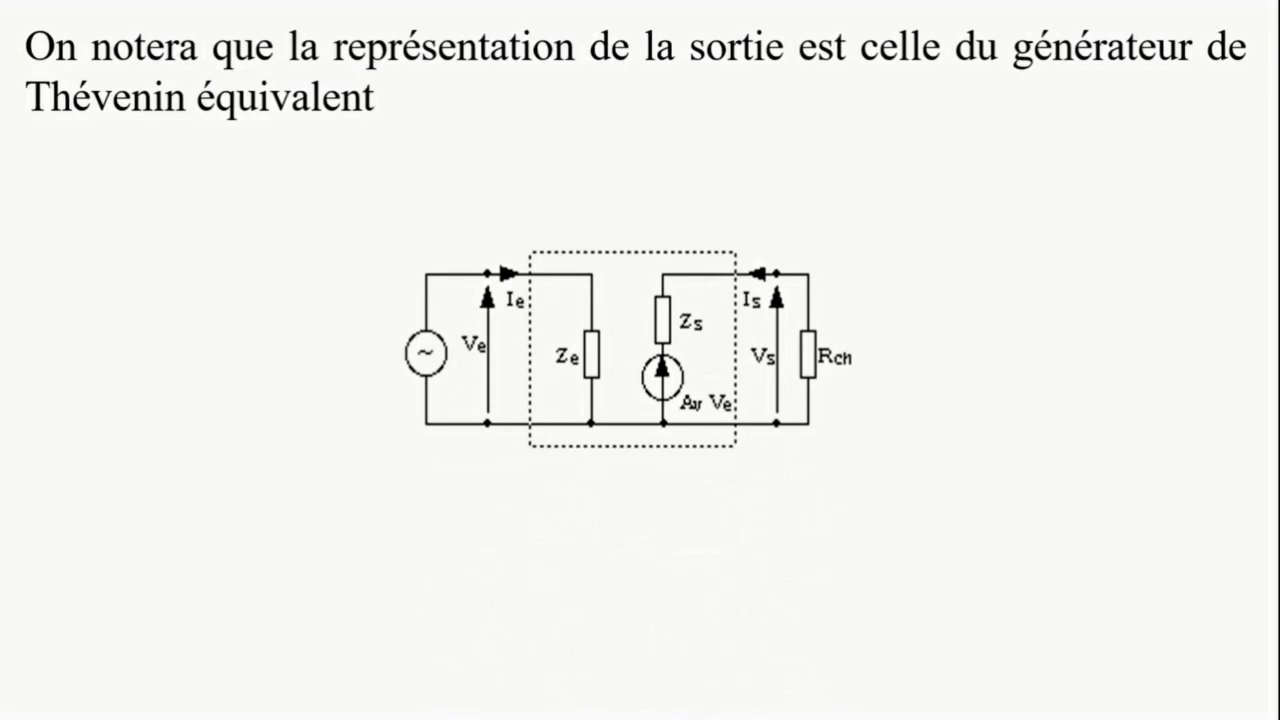 On notera que la représentation de la sortie est celle du générateur de
Thévenin équivalent
Ie
Is
Zs
Ve
Ze
Vs
Rch
Av Ve
~